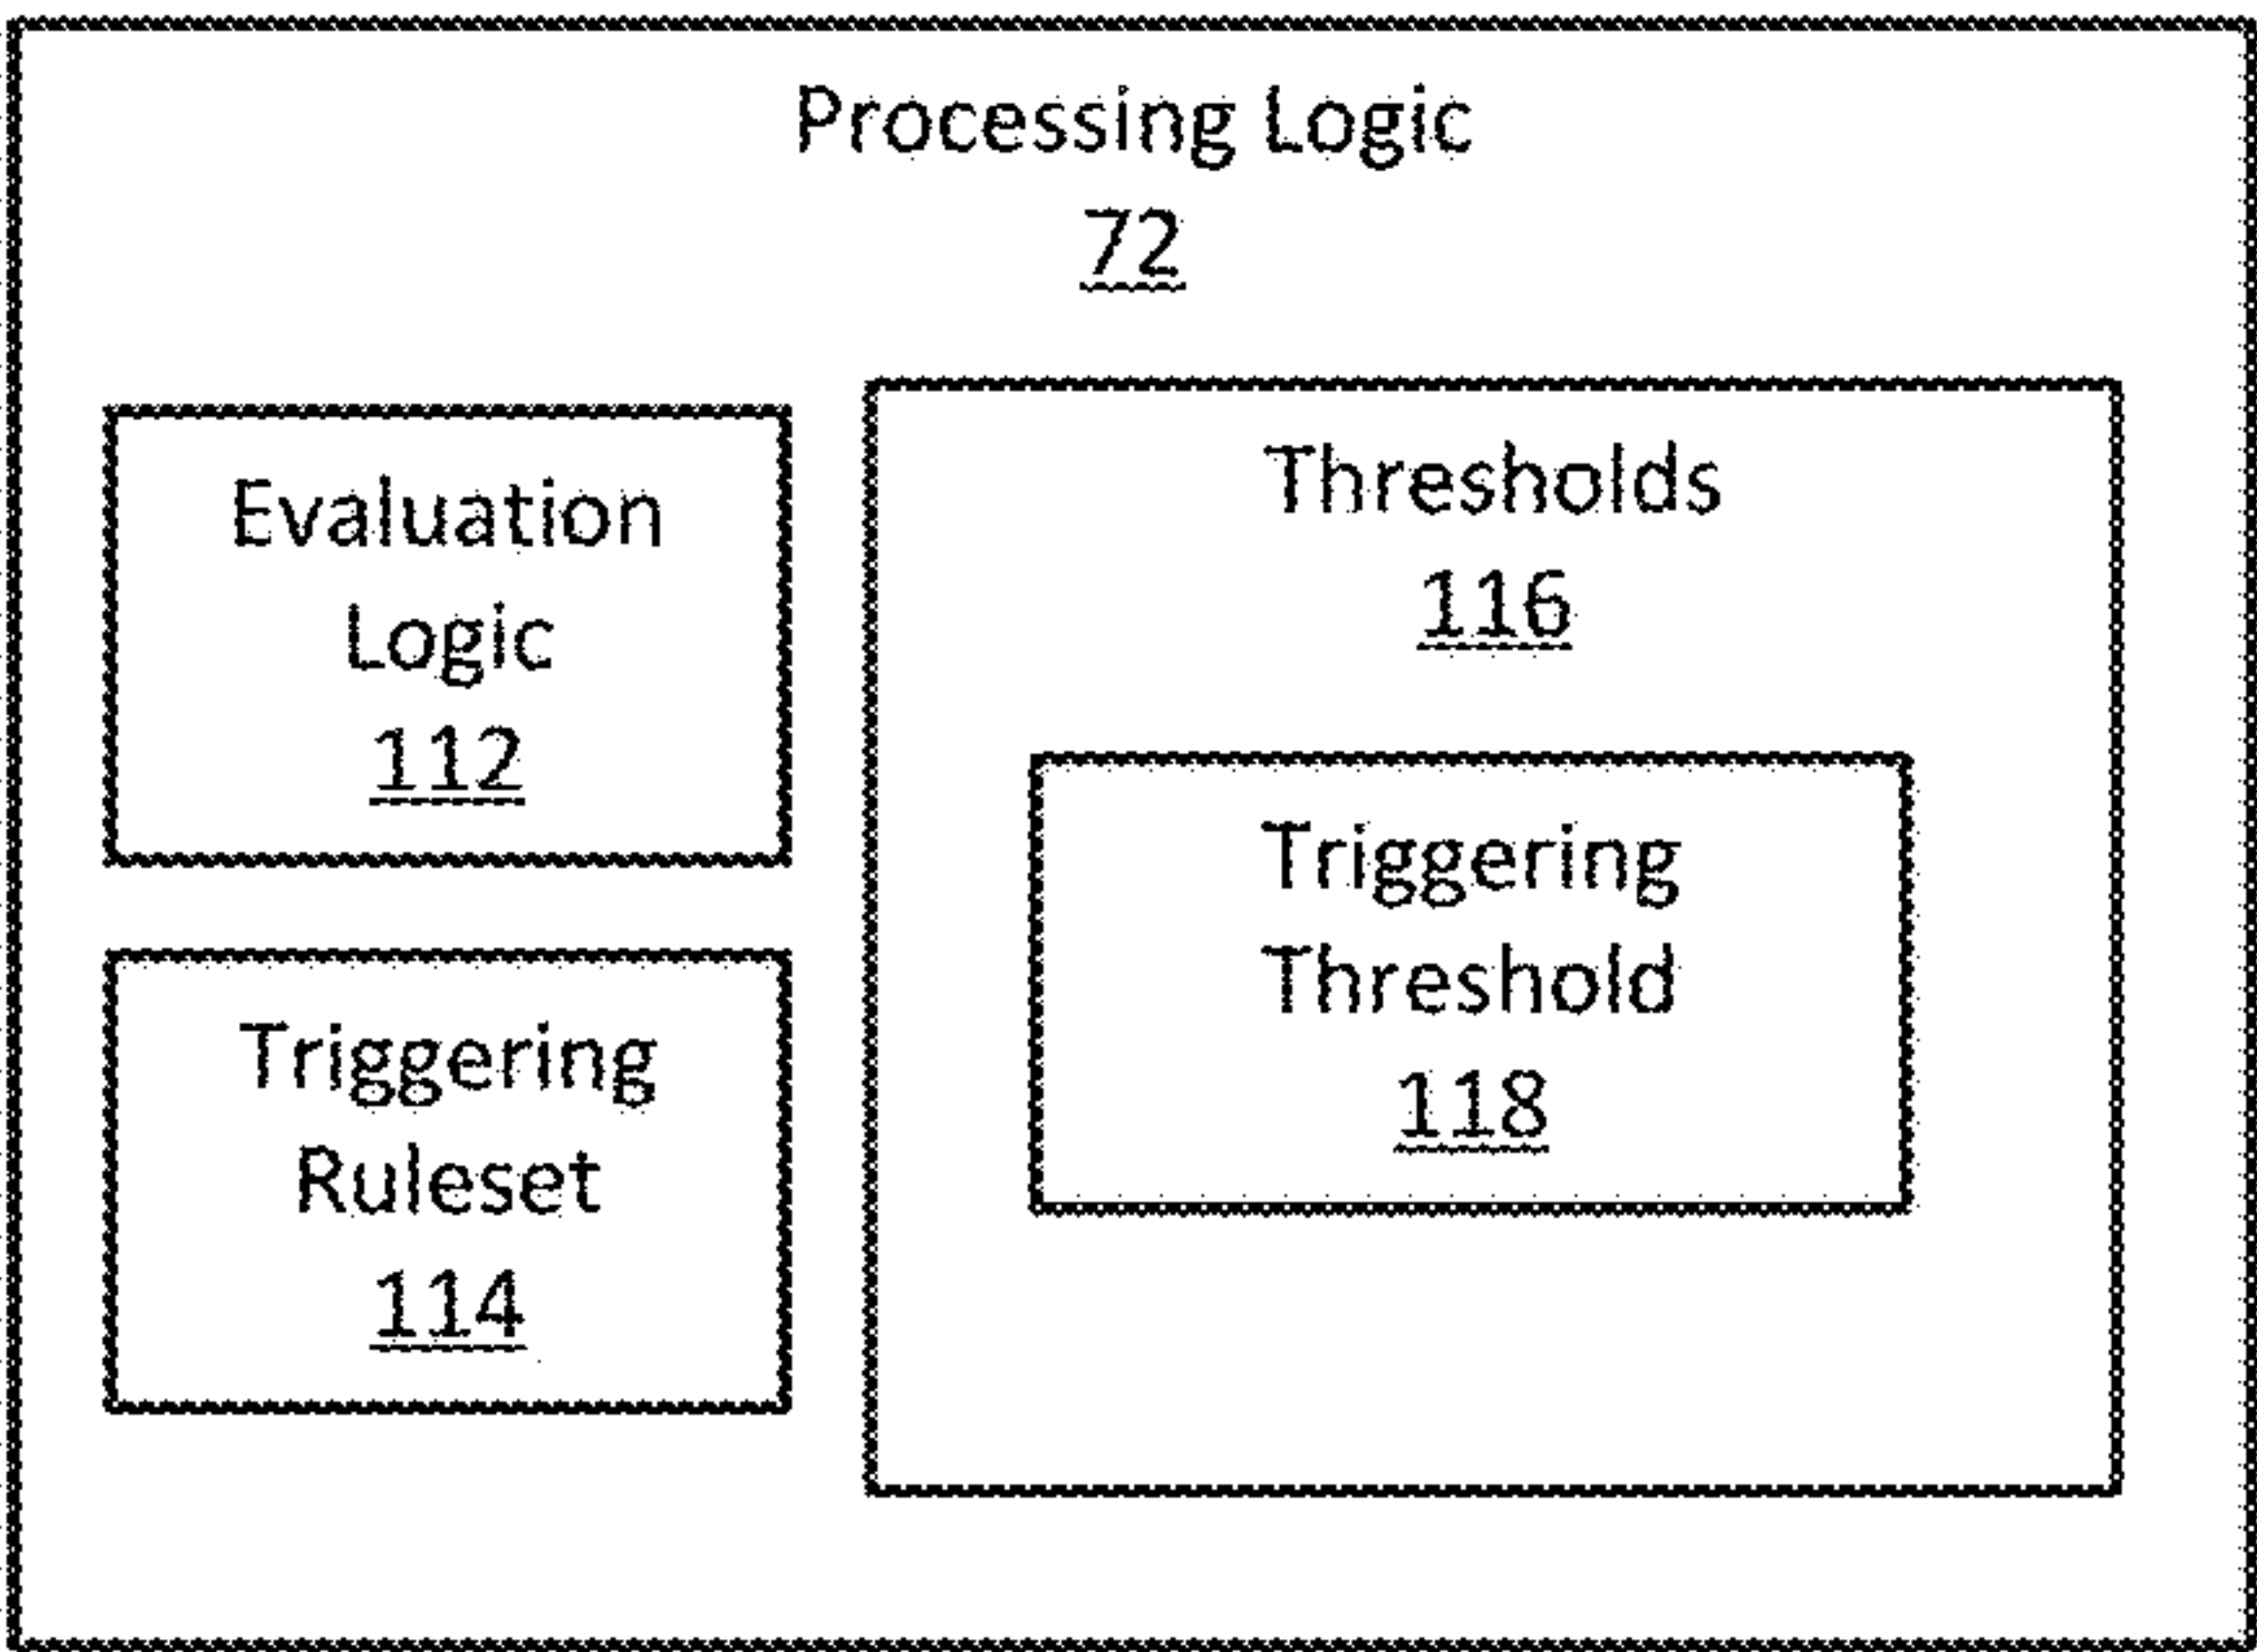 Processing Logic
72
Evaluation
Logic
112
Triggering
Ruleset
114
Thresholds
116
Triggering
Threshold
118